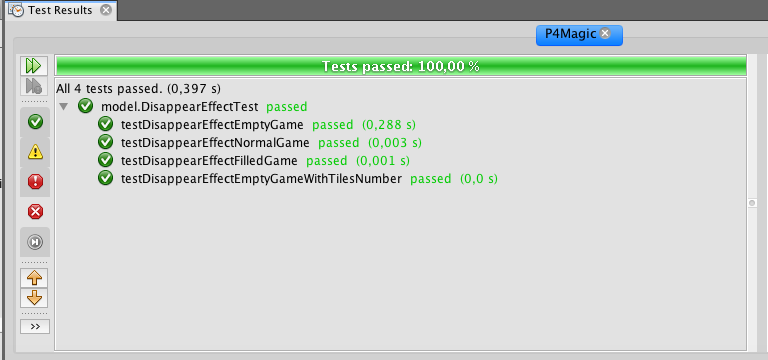 Test Results
P4Magic
Tests passed: 100,00 %
All 4 tests passed. (0,397 s)
model.DisappearEffectTest passed
testDisappearEffectEmptyGame passed (0,288 s)
testDisappearEffectNormalGame passed (0,003 s)
testDisappearEffectFilledGame passed (0,001 s)
testDisappearEffectEmptyGameWithTilesNumber passed (0,0 s)
>>